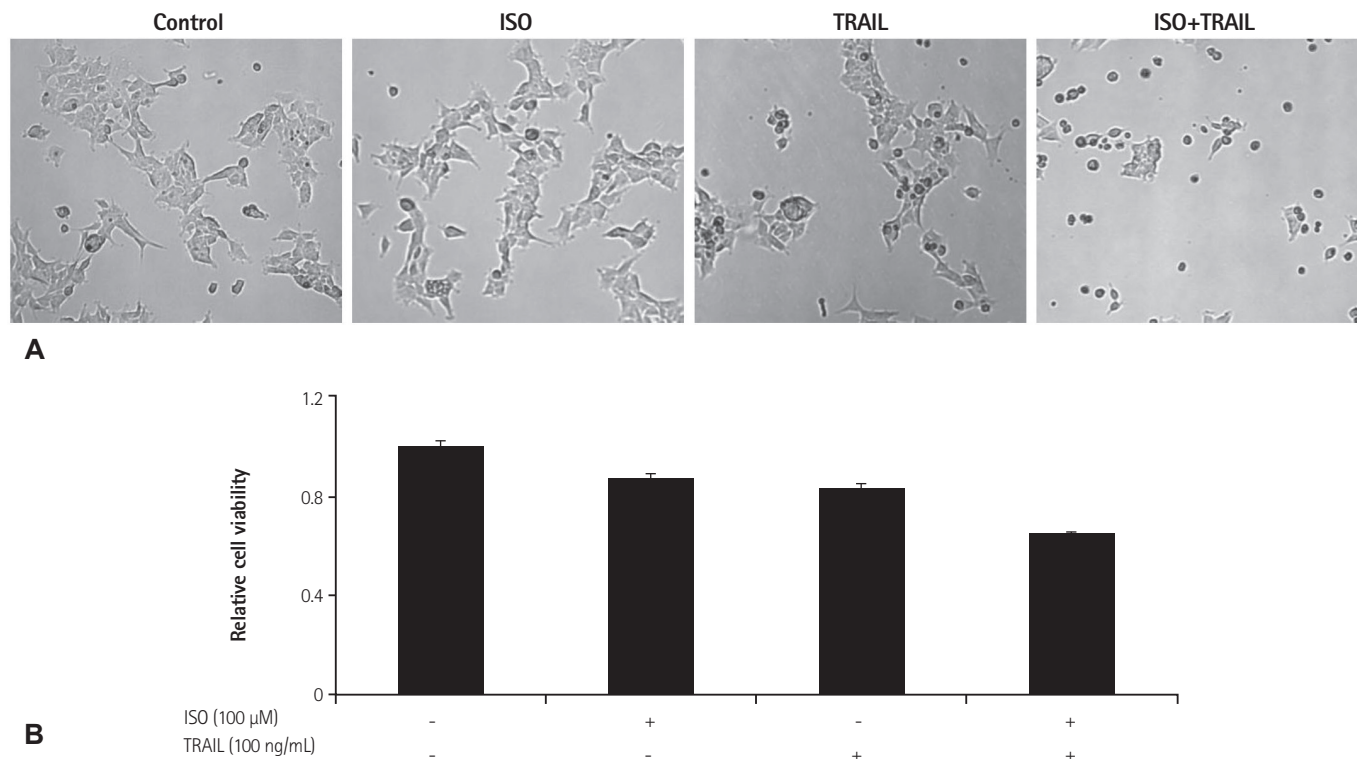 Control ISO TRAIL ISO+TRAIL
A
1.2
0.8
0.4
0
Relative cell viability
ISO (100 μM) - + - +
TRAIL (100 ng/mL) - - + +
B